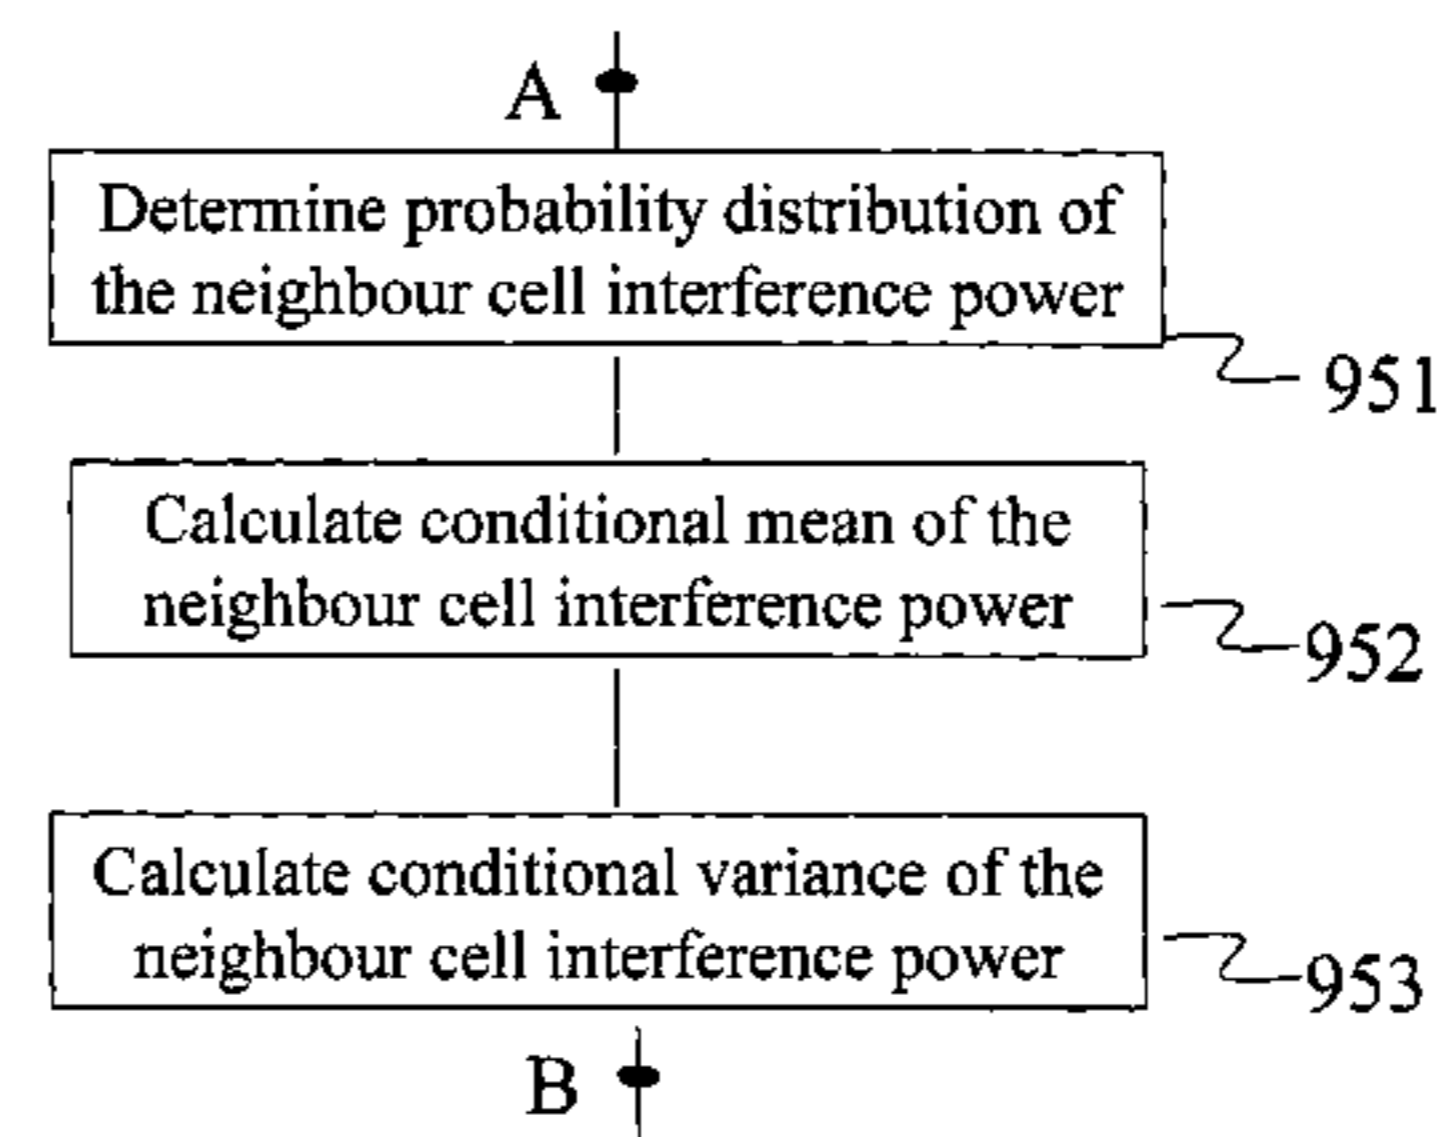 A
Determine probability distribution of
the neighbour cell interference power
951
Calculate conditional mean of the
neighbour cell interference power
952
Calculate conditional variance of the
neighbour cell interference power
953
B